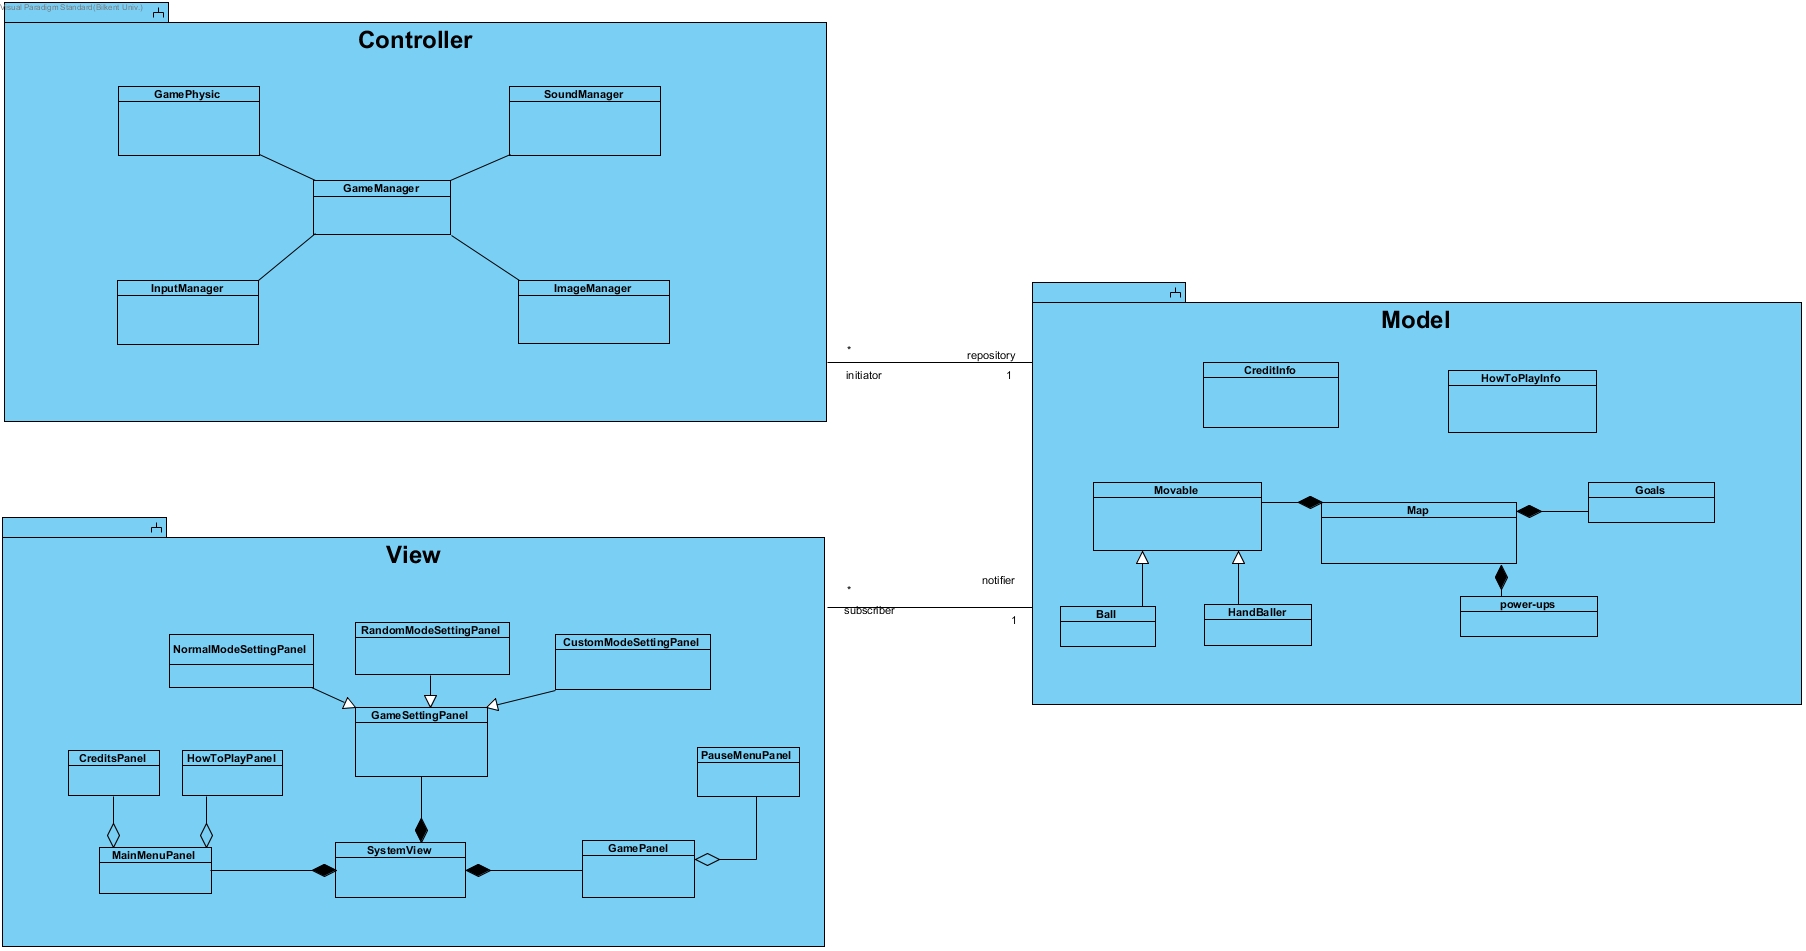 Visual Paradigm Standard(Bilkent Univ.)
Controller
GamePhysic
SoundManager
GameManager
InputManager
ImageManager
*
initiator
repository
1
Model
CreditInfo
HowToPlayInfo
Movable
Map
Goals
Ball
HandBaller
power-ups
*
subscriber
notifier
1
View
NormalModeSettingPanel
RandomModeSettingPanel
CustomModeSettingPanel
GameSettingPanel
CreditsPanel
HowToPlayPanel
PauseMenuPanel
MainMenuPanel
SystemView
GamePanel